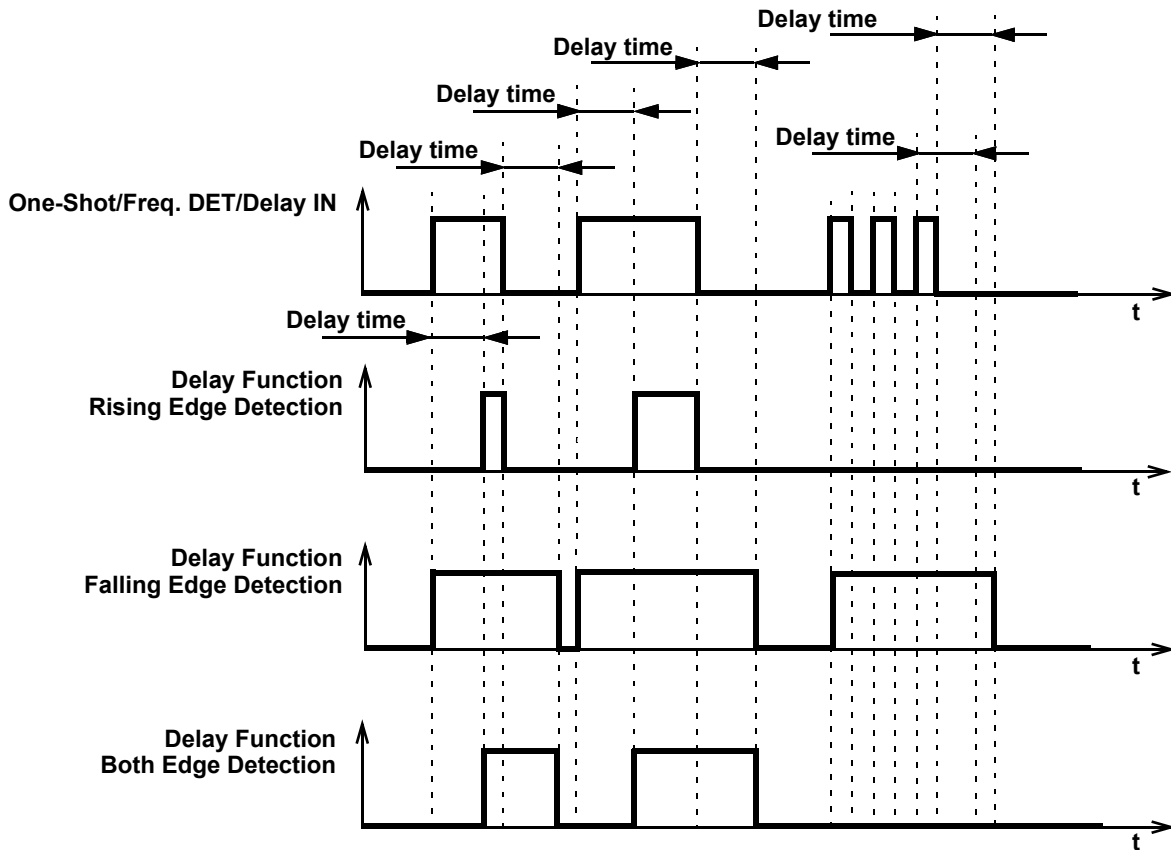 Delay time
Delay time
Delay time
Delay time
Delay time
One-Shot/Freq. DET/Delay IN
t
Delay time
Delay Function
Rising Edge Detection
t
Delay Function
Falling Edge Detection
t
Delay Function
Both Edge Detection
t